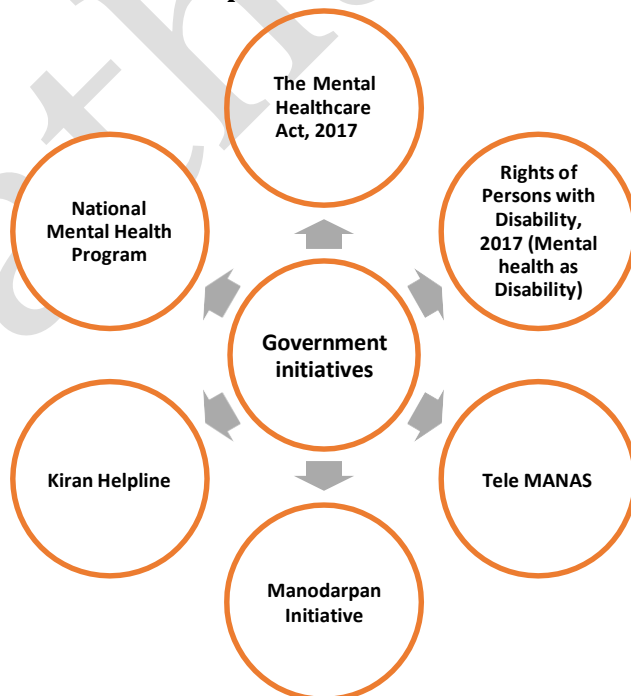 The Mental
Healthcare
Act, 2017
Rights of
Persons with
Disability,
2017 (Mental
health as
Disability)
National
Mental Health
Program
Government
initiatives
Kiran Helpline
Tele MANAS
Manodarpan
Initiative